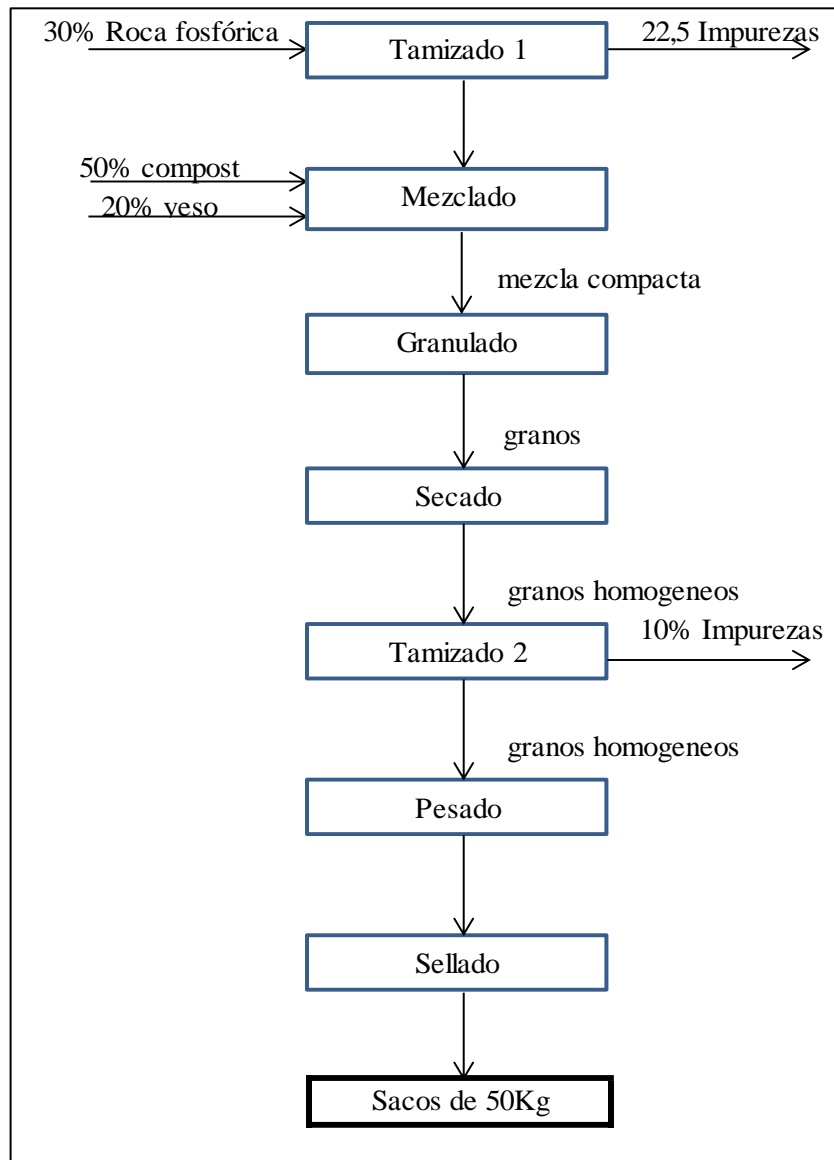 30% Roca fosfórica
Tamizado 1
22,5 Impurezas
50% compost
20% yeso
Mezclado
mezcla compacta
Granulado
granos
Secado
granos homogeneos
Tamizado 2
10% Impurezas
granos homogeneos
Pesado
Sellado
Sacos de 50Kg